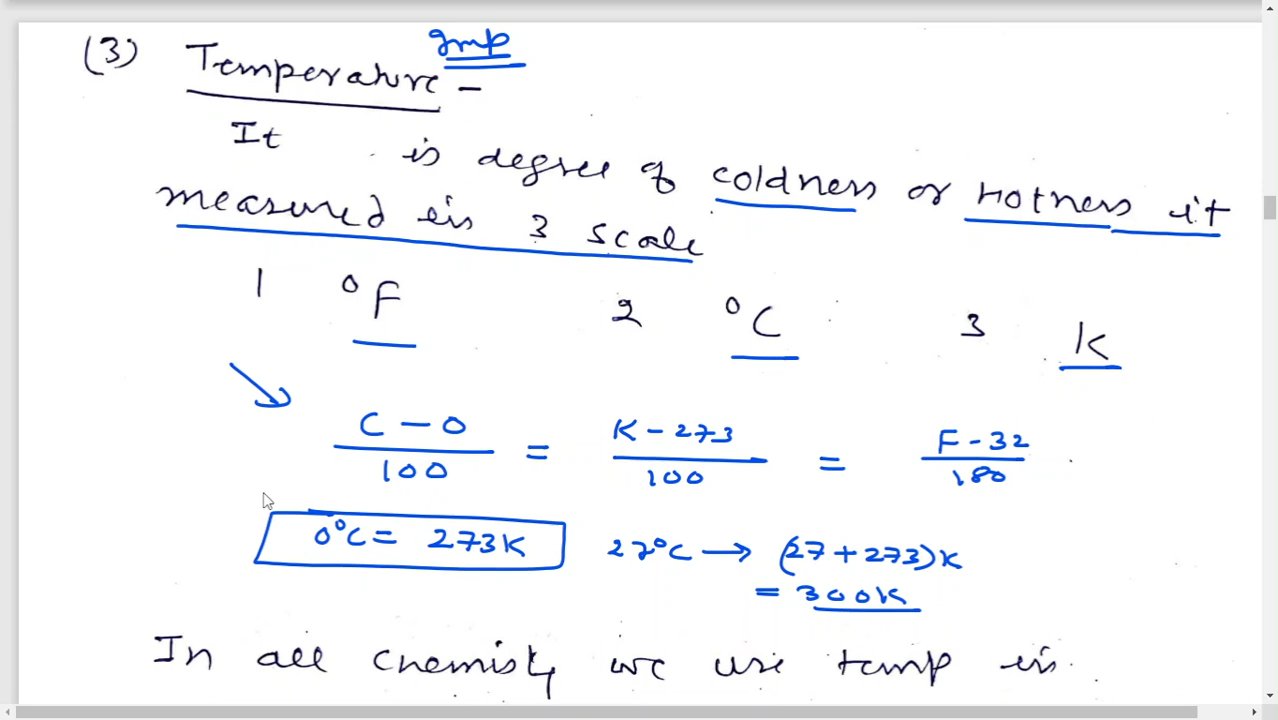 (3) Temperature - Imp
It is degree of coldness or hotness it
measured in 3 scale
1 °F 2 °C 3 K
C - 0 / 100 = K - 273 / 100 = F - 32 / 180
0°C = 273K 27°C → (27 + 273)K
= 300K
In all chemisty we use temp in